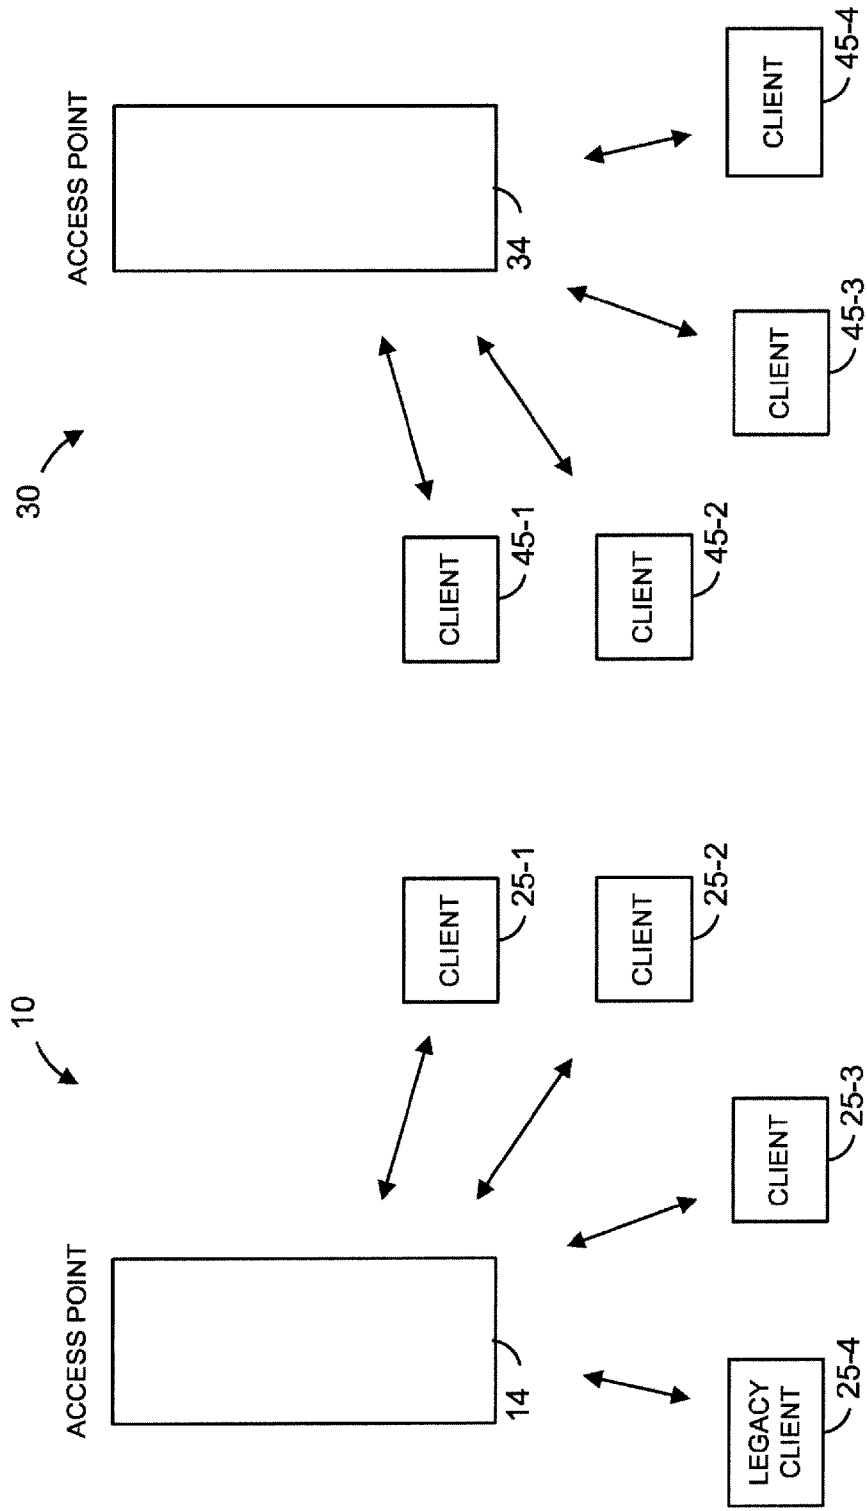 10
30
ACCESS POINT
ACCESS POINT
14
34
CLIENT
25-1
CLIENT
45-1
CLIENT
25-2
CLIENT
45-2
LEGACY
CLIENT
25-4
CLIENT
25-3
CLIENT
45-3
CLIENT
45-4